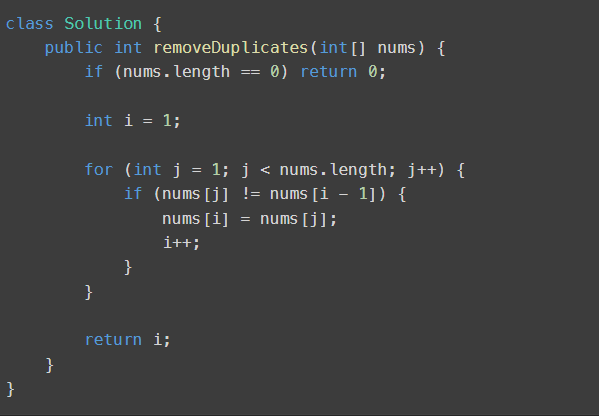 class Solution {
    public int removeDuplicates(int[] nums) {
        if (nums.length == 0) return 0;

        int i = 1;

        for (int j = 1; j < nums.length; j++) {
            if (nums[j] != nums[i - 1]) {
                nums[i] = nums[j];
                i++;
            }
        }

        return i;
    }
}